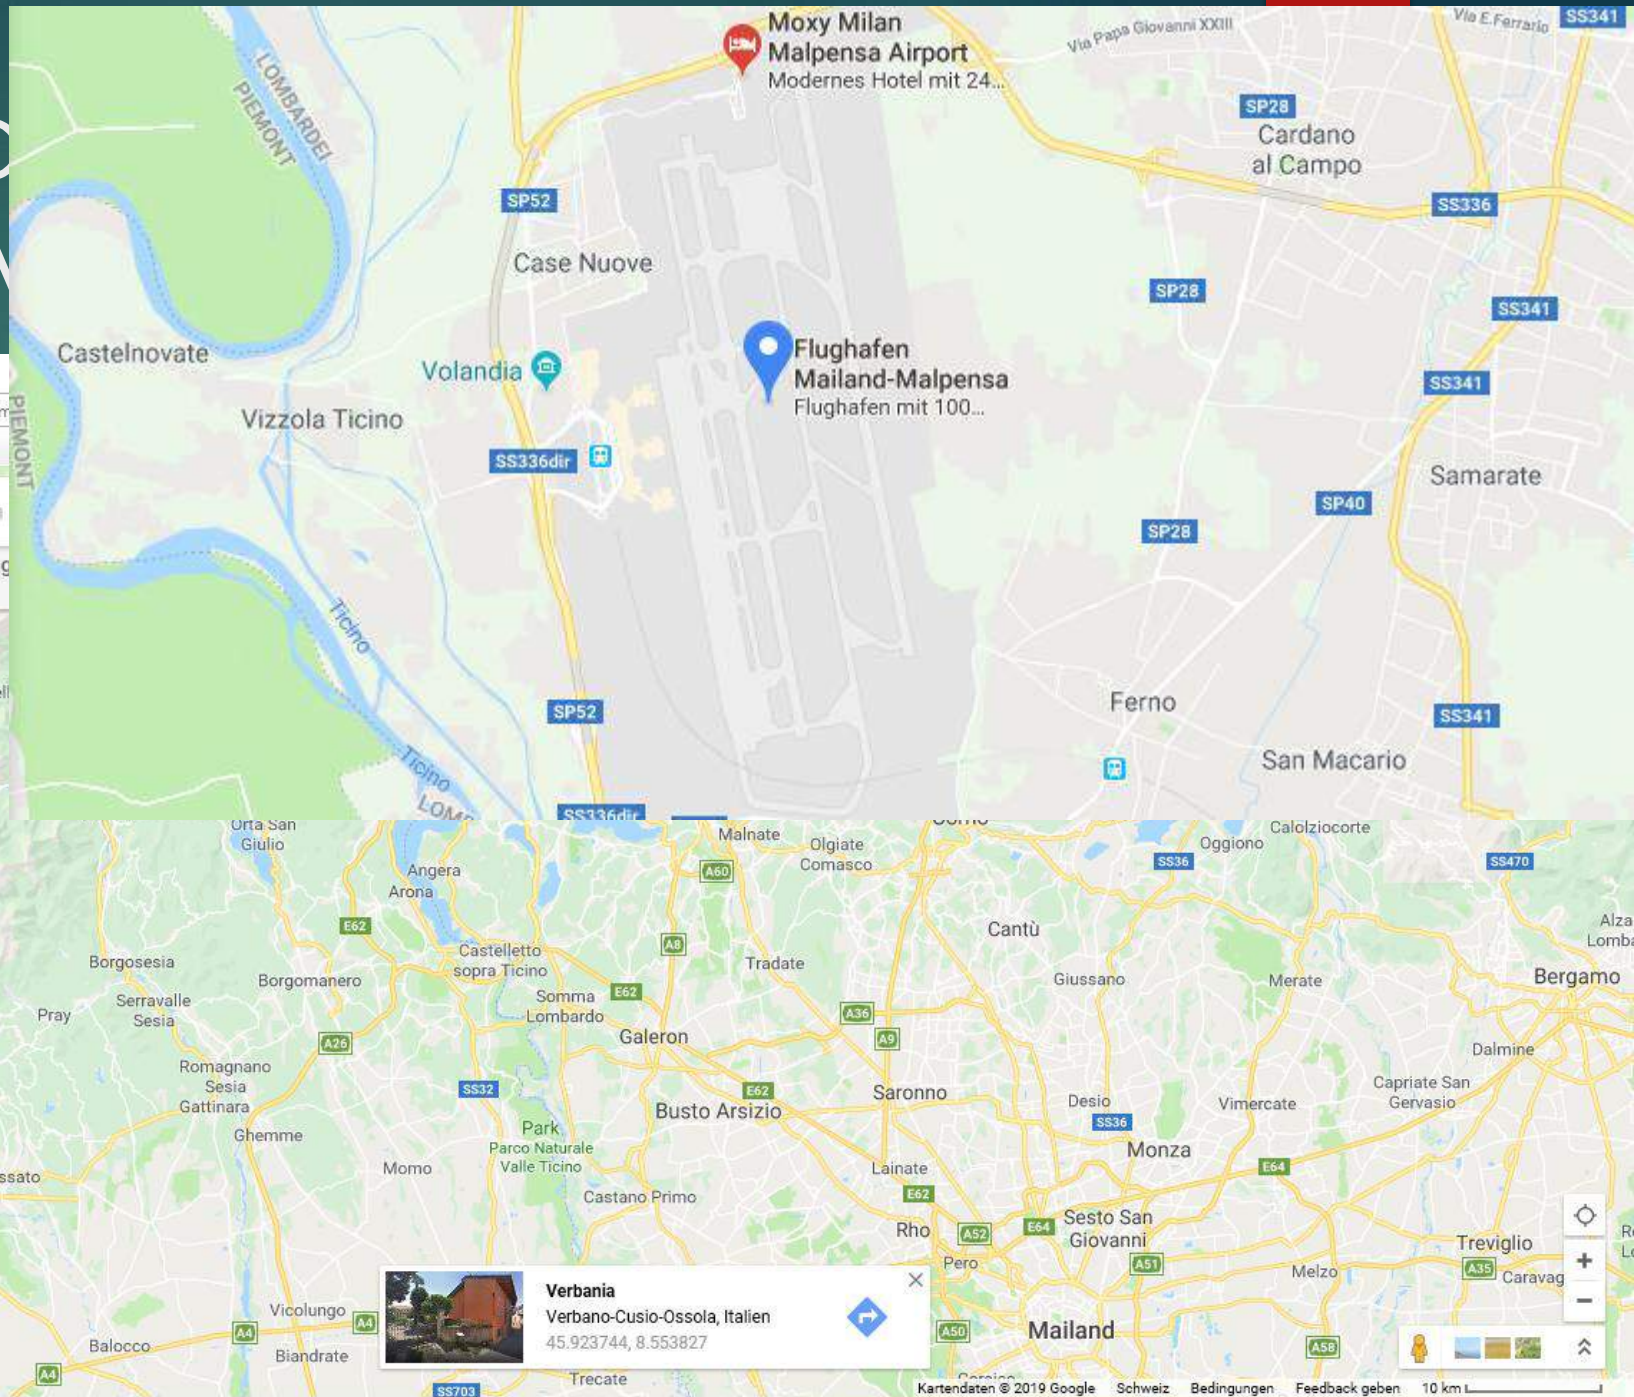 Moxy Milan
Malpensa Airport
Modernes Hotel mit 24...
Via Papa Giovanni XXIII
Via E.Ferrario
SS341
LOMBARDEI
PIEMONT
SP28
Cardano
al Campo
SP52
SS336
Case Nuove
SP28
SS341
Castelnovate
Volandia
Flughafen
Mailand-Malpensa
Flughafen mit 100...
SS341
PIEMONT
Vizzola Ticino
SS336dir
Samarate
SP40
SP28
Ticino
SP52
Ferno
SS341
San Macario
Ticino
SS336dir
Orta San
Giulio
Malnate
Olgiate
Comasco
Oggiono
Calolziocorte
Angera
Arona
A60
SS36
SS470
E62
Cantù
Castelletto
sopra Ticino
A8
Tradate
Borgosesia
Borgomanero
Giussano
Merate
Bergamo
Serravalle
Sesia
Somma
Lombardo
E62
Pray
A36
Galeron
A26
A9
Dalmine
Romagnano
Sesia
Gattinara
SS32
E62
Saronno
Capriate San
Gervasio
Busto Arsizio
Desio
Vimercate
SS36
Ghemme
Park
Parco Naturale
Valle Ticino
Monza
Momo
Lainate
E64
Castano Primo
E62
Rho
A52
E64
Sesto San
Giovanni
Treviglio
Pero
A51
Melzo
A35
Verbania
Verbano-Cusio-Ossola, Italien
45.923744, 8.553827
Vicolungo
A4
A4
Balocco
Biandrate
A50
Mailand
A58
A4
Trecate
SS703
Kartendaten © 2019 Google Schweiz Bedingungen Feedback geben 10 km